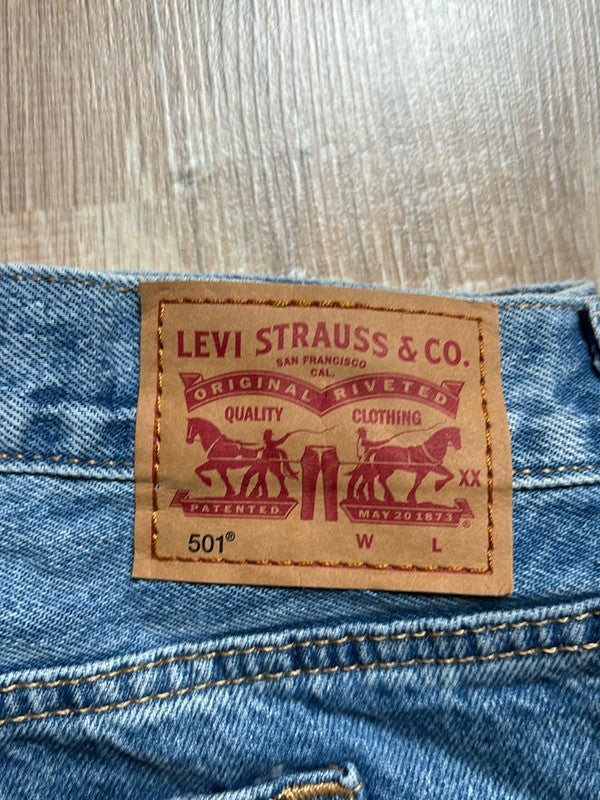 LEVI STRAUSS & CO.
SAN FRANCISCO
CAL.
ORIGINAL RIVETED
QUALITY CLOTHING
XX
PATENTED MAY 20 1873 ®
501® W L